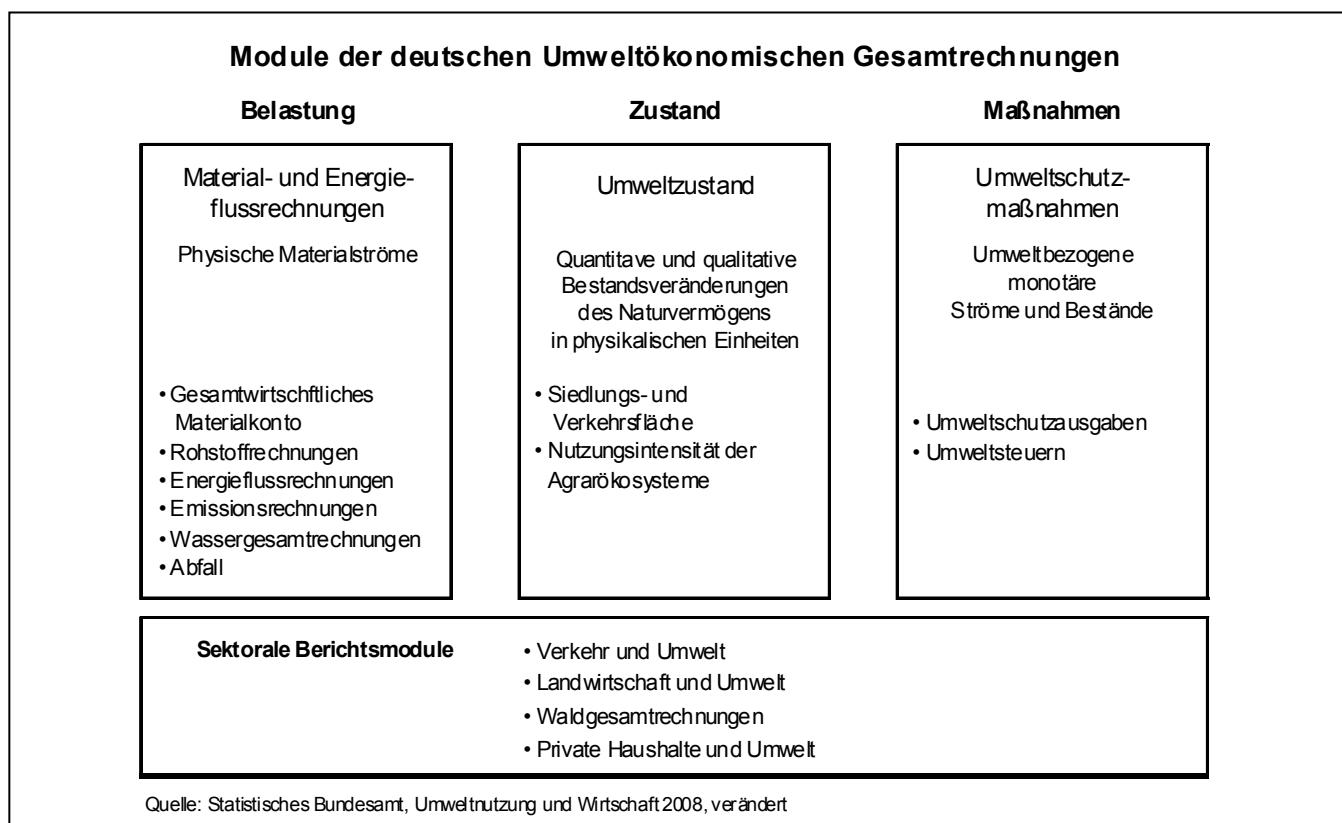 Module der deutschen Umweltökonomischen Gesamtrechnungen
Belastung
Material- und Energie-
flussrechnungen
Physische Materialströme
• Gesamtwirtschftliches
Materialkonto
• Rohstoffrechnungen
• Energieflussrechnungen
• Emissionsrechnungen
• Wassergesamtrechnungen
• Abfall
Zustand
Umweltzustand
Quantitave und qualitative
Bestandsveränderungen
des Naturvermögens
in physikalischen Einheiten
• Siedlungs- und
Verkehrsfläche
• Nutzungsintensität der
Agrarökosysteme
Maßnahmen
Umweltschutz-
maßnahmen
Umweltbezogene
monotäre
Ströme und Bestände
• Umweltschutzausgaben
• Umweltsteuern
Sektorale Berichtsmodule
• Verkehr und Umwelt
• Landwirtschaft und Umwelt
• Waldgesamtrechnungen
• Private Haushalte und Umwelt
Quelle: Statistisches Bundesamt, Umweltnutzung und Wirtschaft 2008, verändert